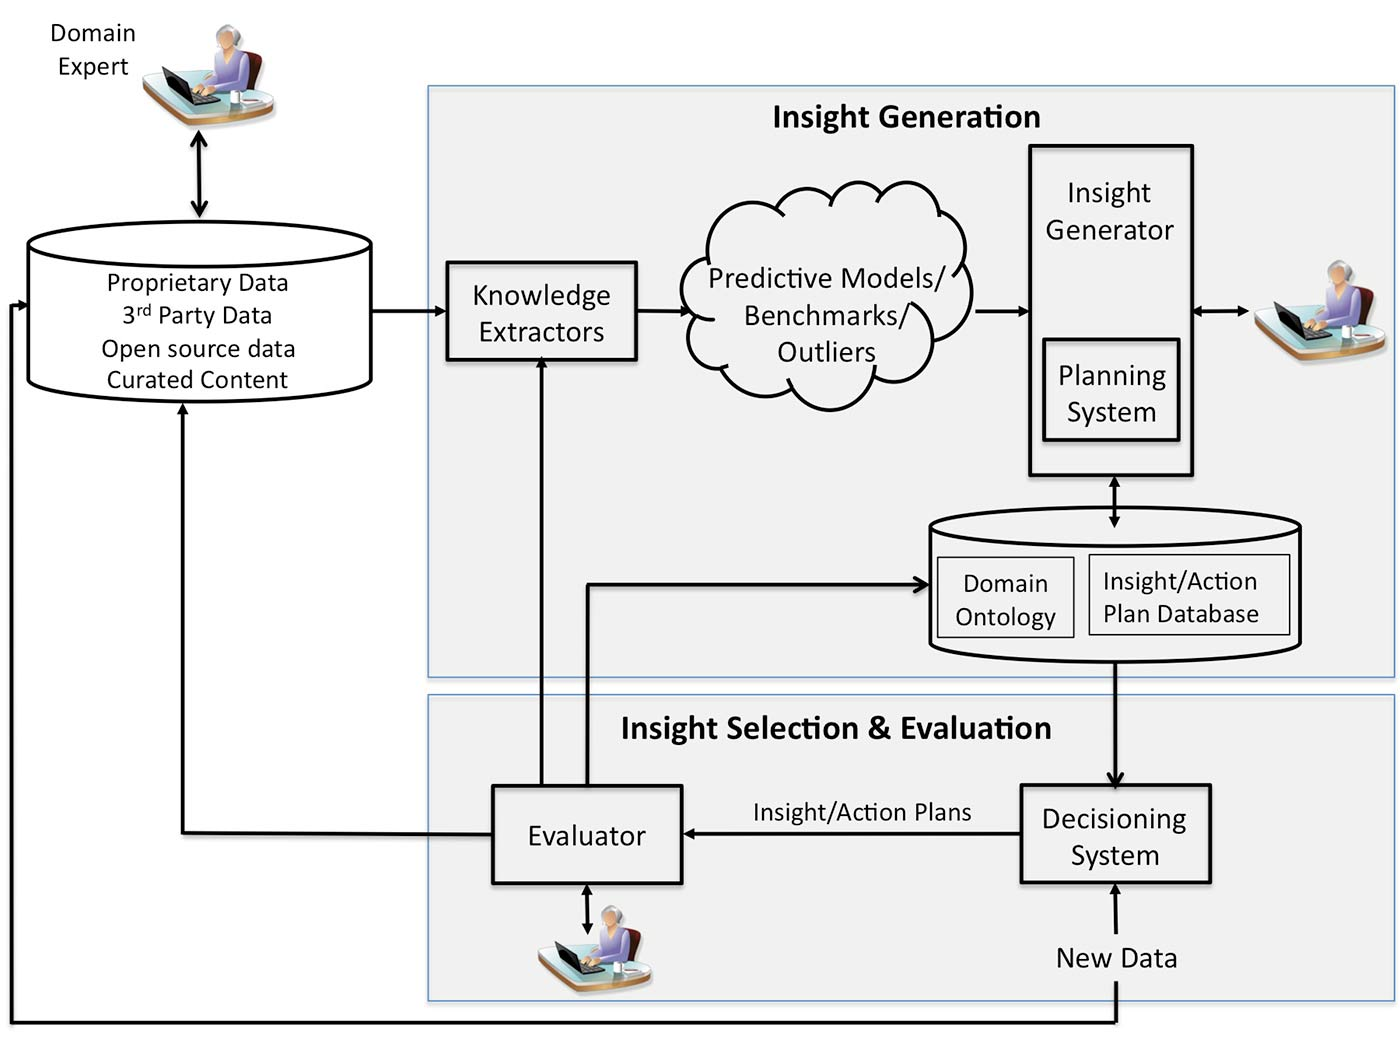 Domain
Expert
Insight Generation
Proprietary Data
3rd Party Data
Open source data
Curated Content
Knowledge
Extractors
Predictive Models/
Benchmarks/
Outliers
Insight
Generator
Planning
System
Domain
Ontology
Insight/Action
Plan Database
Insight Selection & Evaluation
Evaluator
Insight/Action Plans
Decisioning
System
New Data